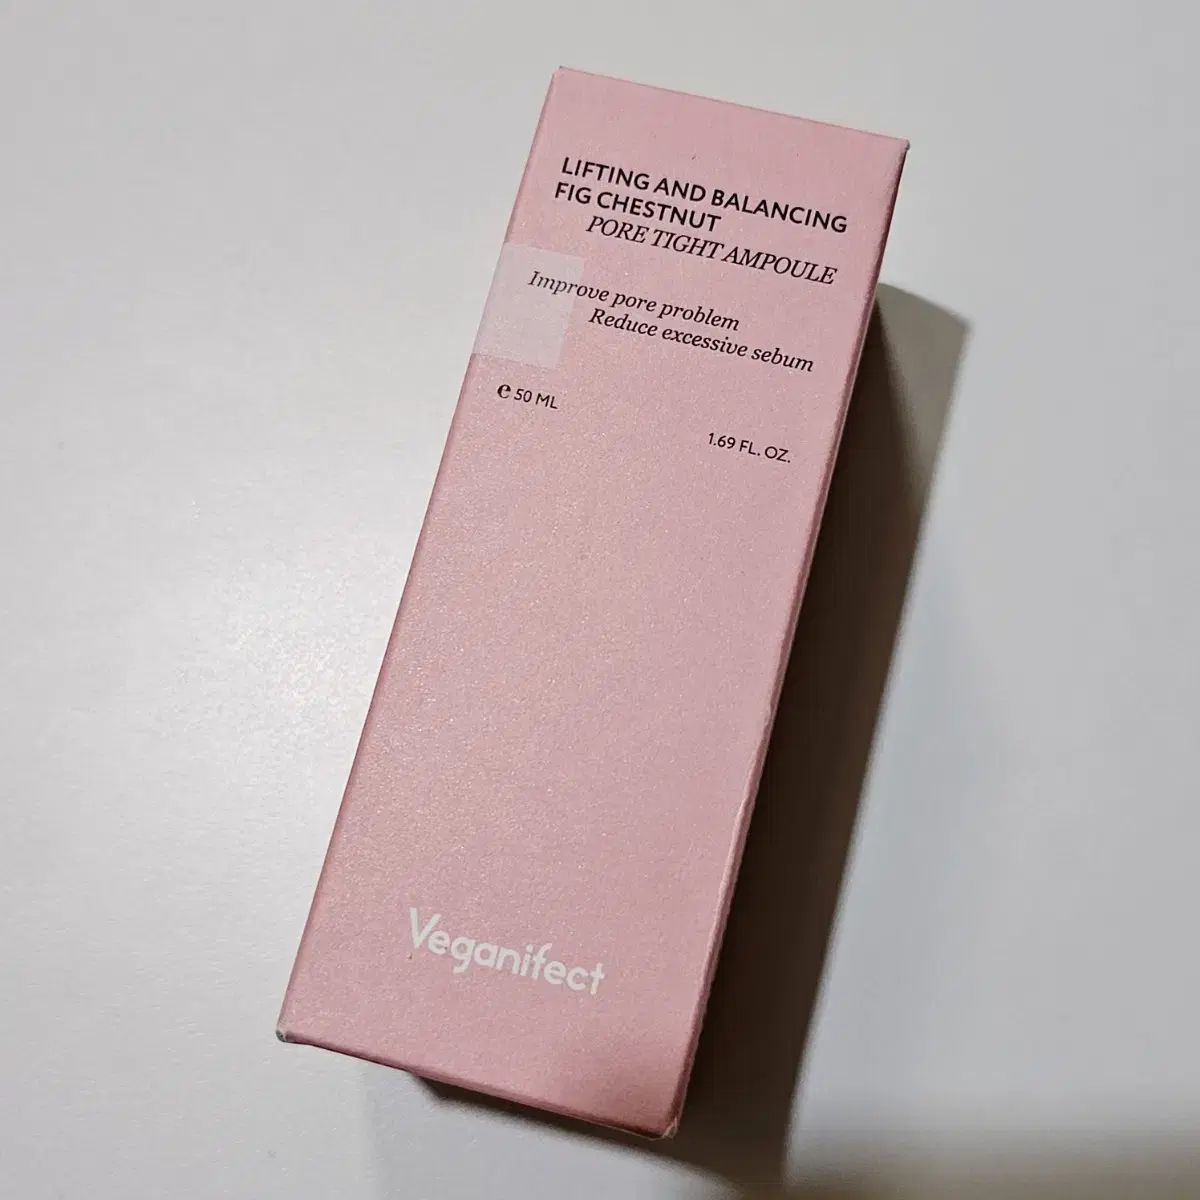 LIFTING AND BALANCING
FIG CHESTNUT
PORE TIGHT AMPOULE
Improve pore problem
Reduce excessive sebum
℮ 50 ML
1.69 FL. OZ.
Veganifect